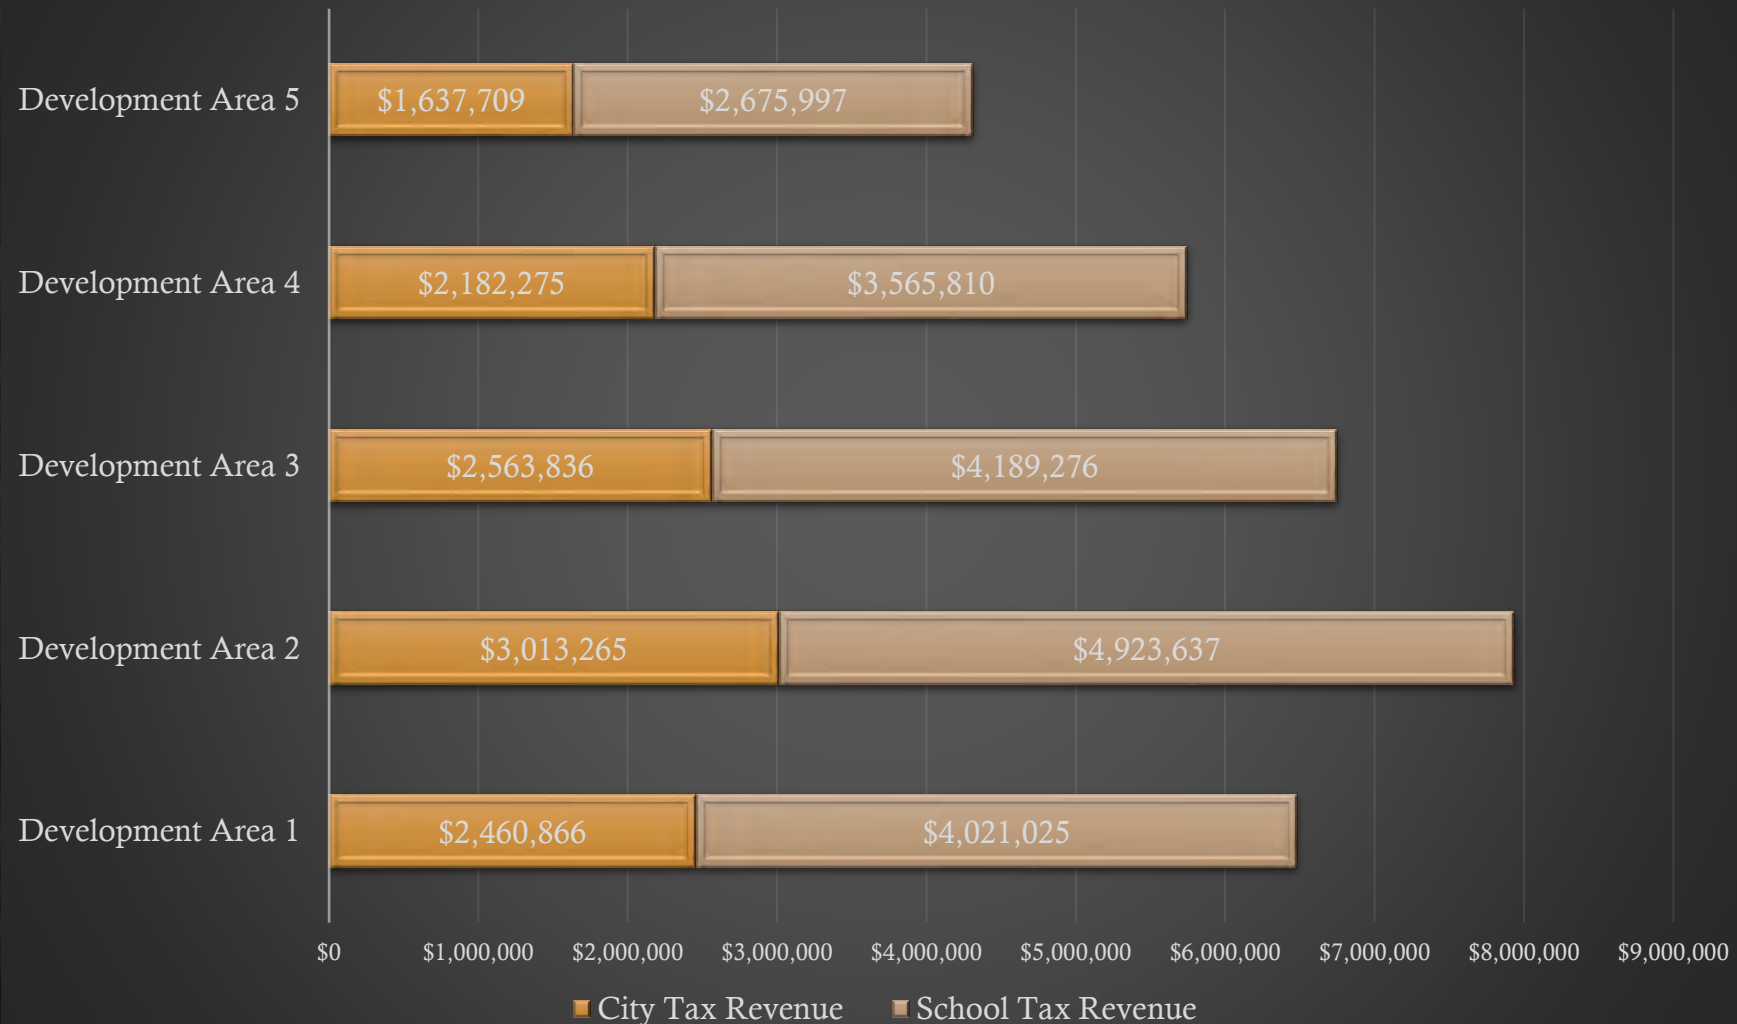 Development Area 5
$1,637,709
$2,675,997
Development Area 4
$2,182,275
$3,565,810
Development Area 3
$2,563,836
$4,189,276
Development Area 2
$3,013,265
$4,923,637
Development Area 1
$2,460,866
$4,021,025
$0 $1,000,000 $2,000,000 $3,000,000 $4,000,000 $5,000,000 $6,000,000 $7,000,000 $8,000,000 $9,000,000
City Tax Revenue School Tax Revenue